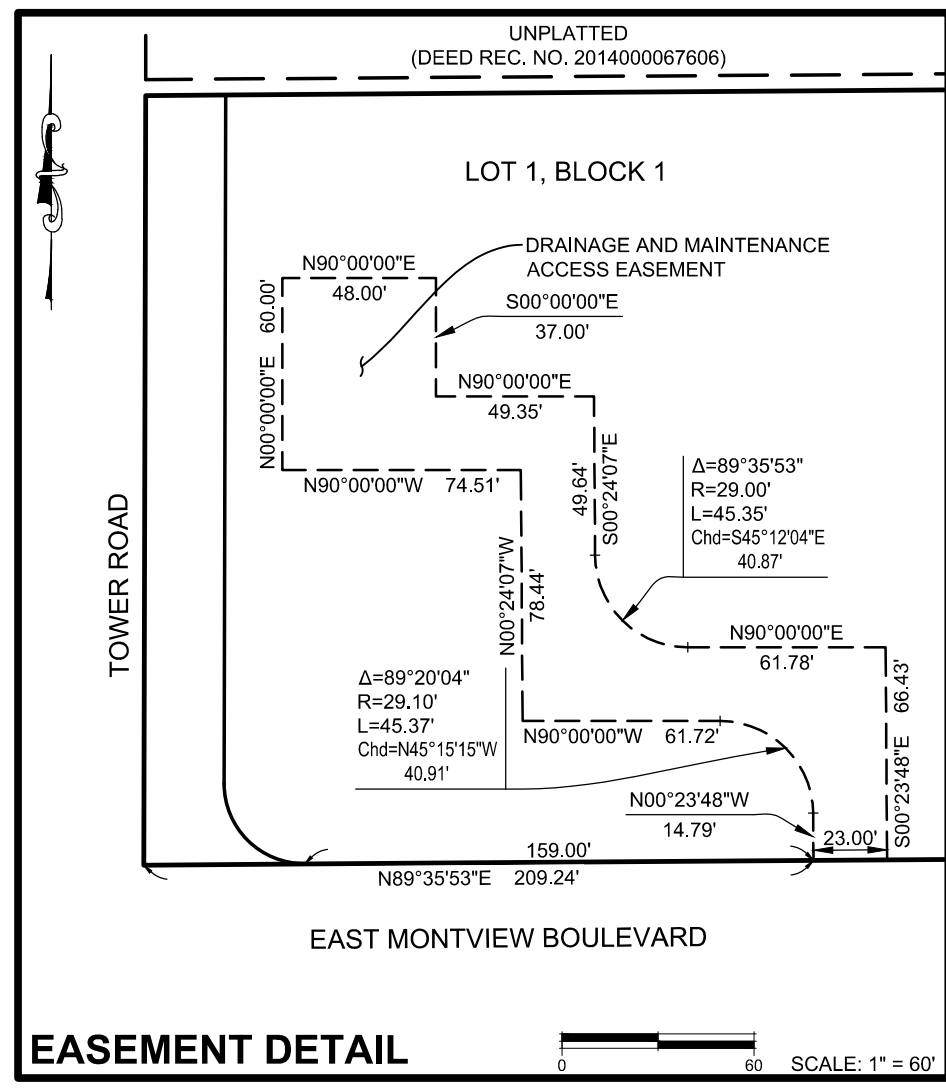 UNPLATTED
(DEED REC. NO. 2014000067606)
LOT 1, BLOCK 1
DRAINAGE AND MAINTENANCE
ACCESS EASEMENT
N90°00'00"E
48.00'
S00°00'00"E
37.00'
N00°00'00"E 60.00'
N90°00'00"E
49.35'
N90°00'00"W 74.51'
49.64'
S00°24'07"E
Δ=89°35'53"
R=29.00'
L=45.35'
Chd=S45°12'04"E
40.87'
TOWER ROAD
N00°24'07"W
78.44'
N90°00'00"E
61.78'
S00°23'48"E 66.43'
Δ=89°20'04"
R=29.10'
L=45.37'
Chd=N45°15'15"W
40.91'
N90°00'00"W 61.72'
N00°23'48"W
14.79'
23.00'
159.00'
N89°35'53"E 209.24'
EAST MONTVIEW BOULEVARD
EASEMENT DETAIL
0 60
SCALE: 1" = 60'